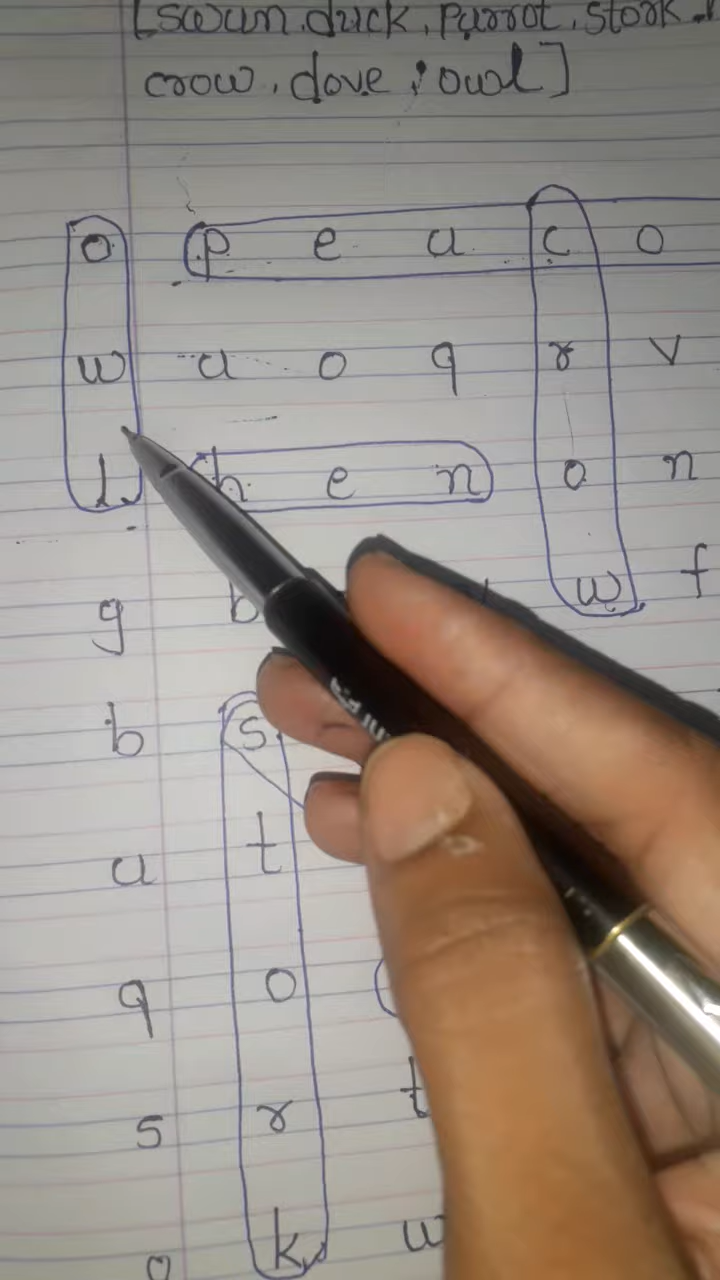 [swan, duck, parrot, stork,
crow, dove, owl]
o p e a c o
w a o q r v
l h e n o n
g b w f
b s
a t
q o
s r t
o k w